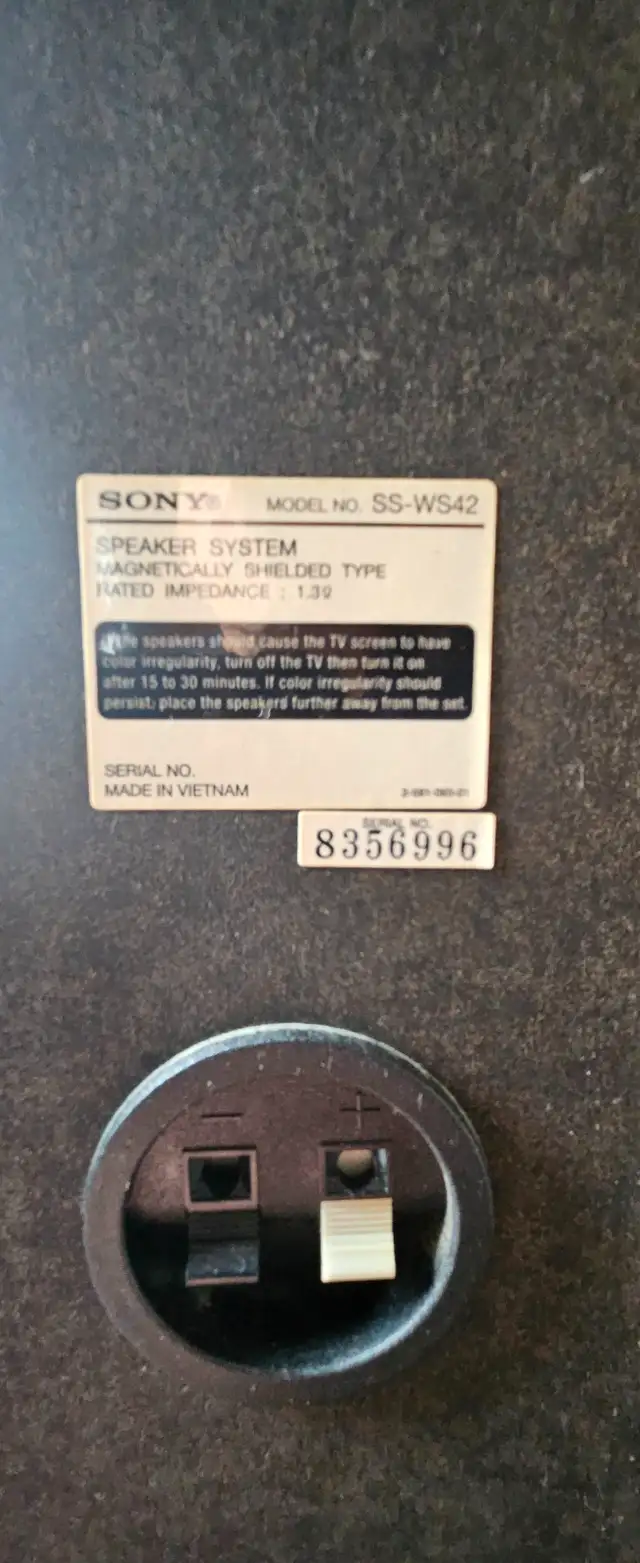 SONY® MODEL NO. SS-WS42
SPEAKER SYSTEM
MAGNETICALLY SHIELDED TYPE
RATED IMPEDANCE : 1.3Ω
If the speakers should cause the TV screen to have
color irregularity, turn off the TV then turn it on
after 15 to 30 minutes. If color irregularity should
persist, place the speakers further away from the set.
SERIAL NO.
MADE IN VIETNAM
SERIAL NO.
8356996
− +